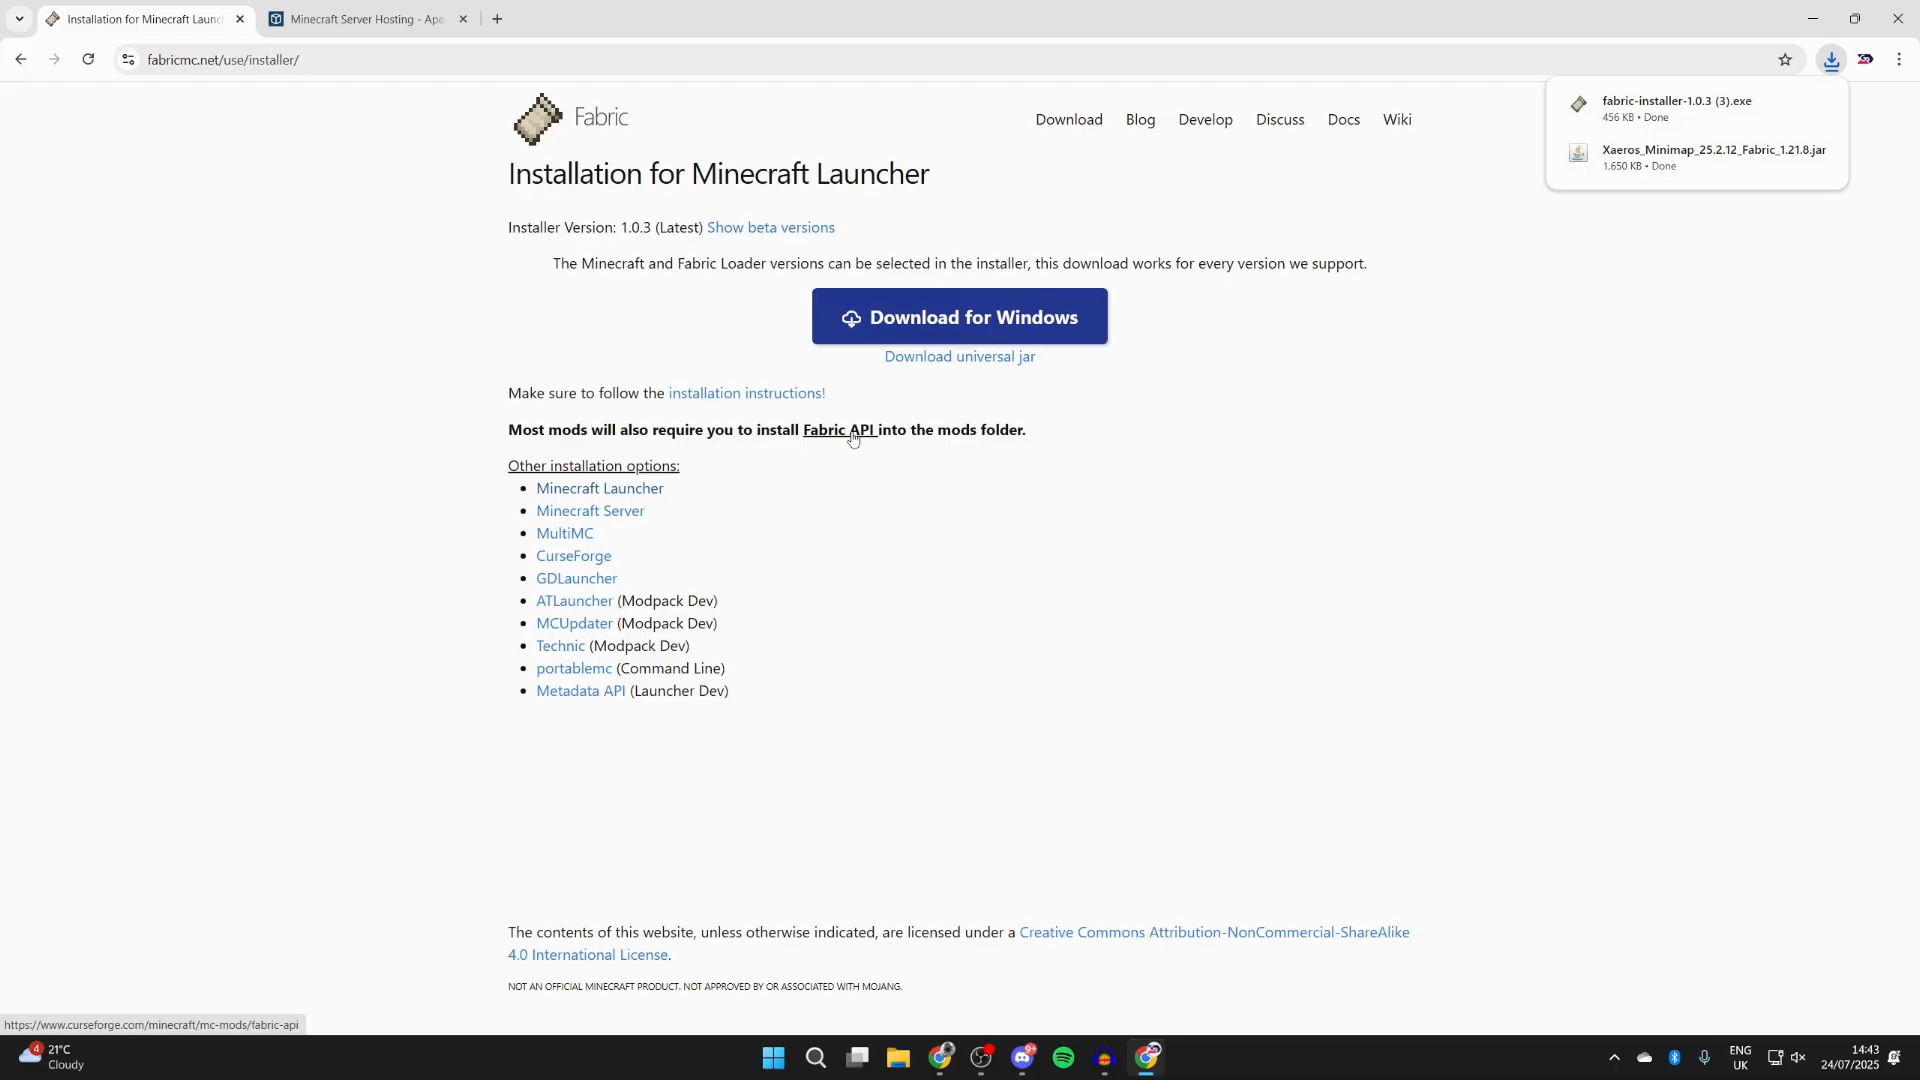 Installation for Minecraft Launc
Minecraft Server Hosting - Ape
fabricmc.net/use/installer/
fabric-installer-1.0.3 (3).exe
456 KB • Done
Xaeros_Minimap_25.2.12_Fabric_1.21.8.jar
1,650 KB • Done
Fabric
Download Blog Develop Discuss Docs Wiki
Installation for Minecraft Launcher
Installer Version: 1.0.3 (Latest) Show beta versions
The Minecraft and Fabric Loader versions can be selected in the installer, this download works for every version we support.
Download for Windows
Download universal jar
Make sure to follow the installation instructions!
Most mods will also require you to install Fabric API into the mods folder.
Other installation options:
• Minecraft Launcher
• Minecraft Server
• MultiMC
• CurseForge
• GDLauncher
• ATLauncher (Modpack Dev)
• MCUpdater (Modpack Dev)
• Technic (Modpack Dev)
• portablemc (Command Line)
• Metadata API (Launcher Dev)
The contents of this website, unless otherwise indicated, are licensed under a Creative Commons Attribution-NonCommercial-ShareAlike
4.0 International License.
NOT AN OFFICIAL MINECRAFT PRODUCT. NOT APPROVED BY OR ASSOCIATED WITH MOJANG.
https://www.curseforge.com/minecraft/mc-mods/fabric-api
4
21°C
Cloudy
9+
ENG
UK
14:43
24/07/2025